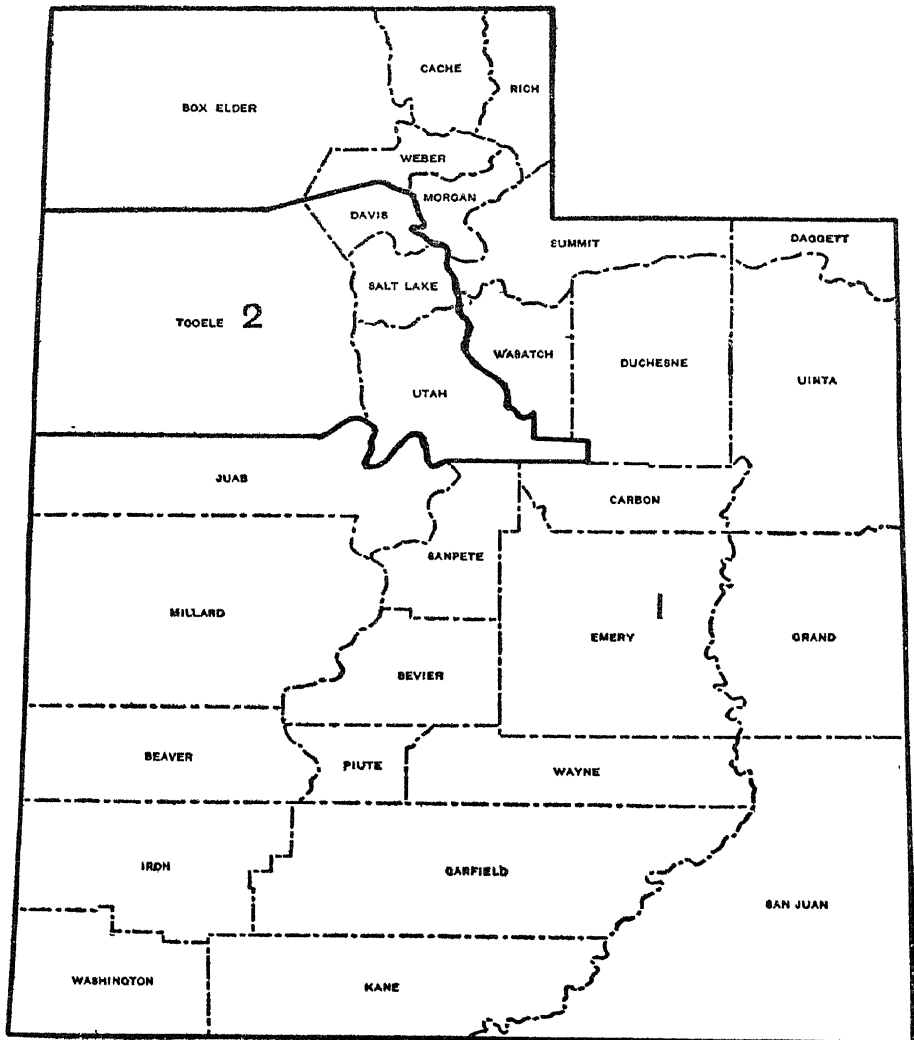 CACHE
RICH
BOX ELDER
WEBER
MORGAN
DAVIS
SUMMIT
DAGGETT
SALT LAKE
TOOELE 2
WASATCH
DUCHESNE
UINTA
UTAH
JUAB
CARBON
SANPETE
MILLARD
1
EMERY
GRAND
SEVIER
BEAVER
PIUTE
WAYNE
IRON
GARFIELD
SAN JUAN
WASHINGTON
KANE